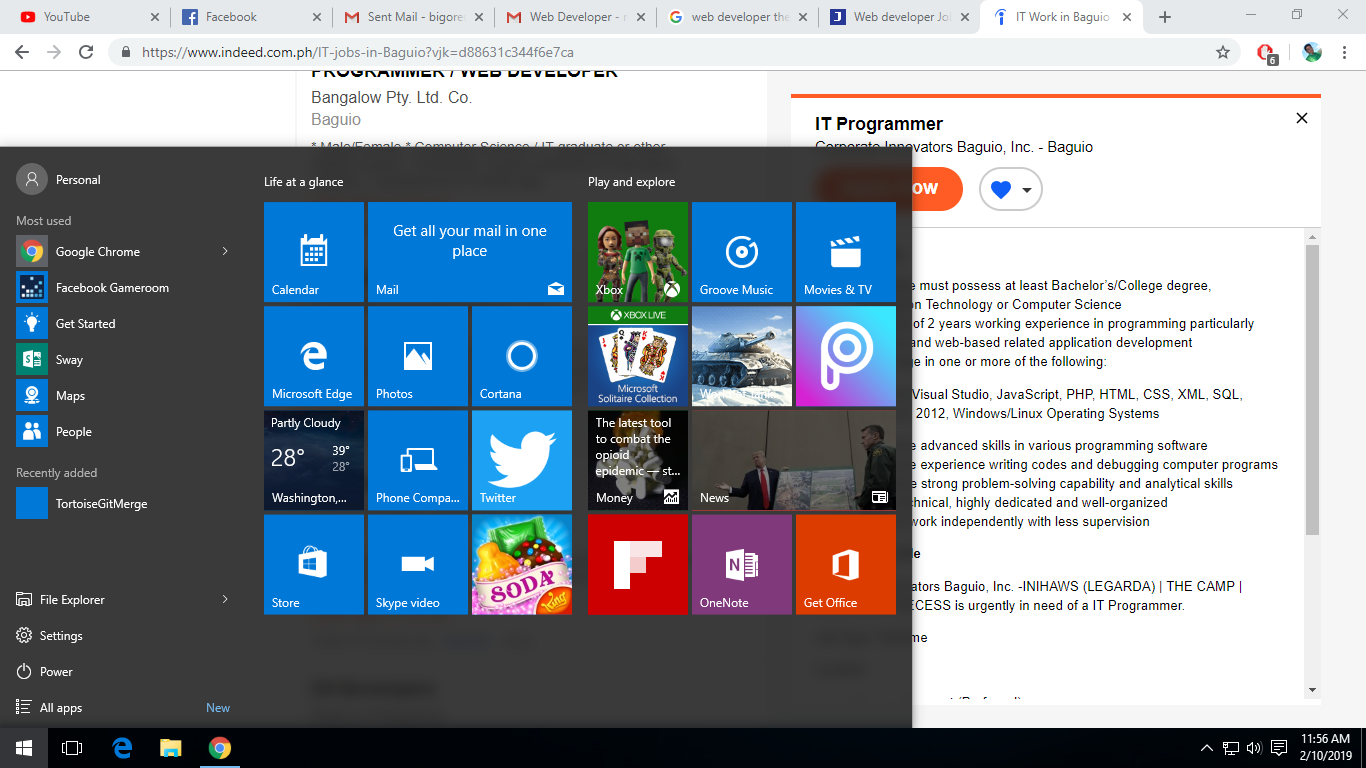 YouTube
Facebook
Sent Mail - bigore
Web Developer - r
web developer the
Web developer Jo
IT Work in Baguio
https://www.indeed.com.ph/IT-jobs-in-Baguio?vjk=d88631c344f6e7ca
6
PROGRAMMER / WEB DEVELOPER
Bangalow Pty. Ltd. Co.
Baguio
* Male/Female * Computer Science / IT graduate or other
IT Programmer
Corporate Innovators Baguio, Inc. - Baguio
ow
Personal
Most used
Google Chrome
Facebook Gameroom
Get Started
Sway
Maps
People
Recently added
TortoiseGitMerge
File Explorer
Settings
Power
All apps
New
Life at a glance
Calendar
Get all your mail in one
place
Mail
Microsoft Edge
Photos
Cortana
Partly Cloudy
28°
39°
28°
Washington,...
Phone Compa...
Twitter
Store
Skype video
SODA
King
Play and explore
Xbox
Groove Music
Movies & TV
XBOX LIVE
Microsoft
Solitaire Collection
The latest tool
to combat the
opioid
epidemic — st...
Money
News
OneNote
Get Office
e must possess at least Bachelor's/College degree,
on Technology or Computer Science
of 2 years working experience in programming particularly
and web-based related application development
ge in one or more of the following:
Visual Studio, JavaScript, PHP, HTML, CSS, XML, SQL,
2012, Windows/Linux Operating Systems
e advanced skills in various programming software
e experience writing codes and debugging computer programs
e strong problem-solving capability and analytical skills
chnical, highly dedicated and well-organized
work independently with less supervision
le
ators Baguio, Inc. -INIHAWS (LEGARDA) | THE CAMP |
ECESS is urgently in need of a IT Programmer.
me
11:56 AM
2/10/2019